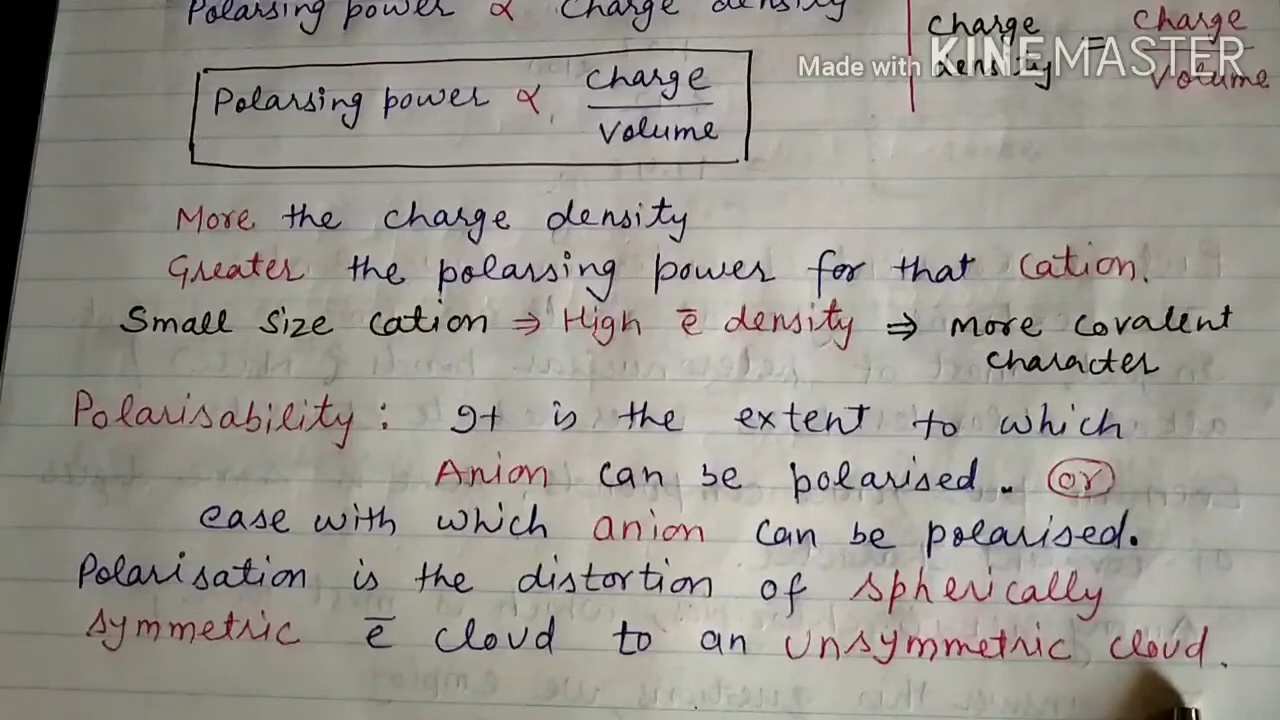 Polarsing power ∝ Charge density
Charge density = Charge / Volume
Made with KINEMASTER
Polarsing power ∝ Charge / Volume
More the charge density
Greater the polarsing power for that cation.
Small size cation ⇒ High ē density ⇒ more covalent
character
Polarisability : It is the extent to which
Anion can be polarised. or
ease with which anion can be polarised.
Polarisation is the distortion of spherically
symmetric ē cloud to an unsymmetric cloud.